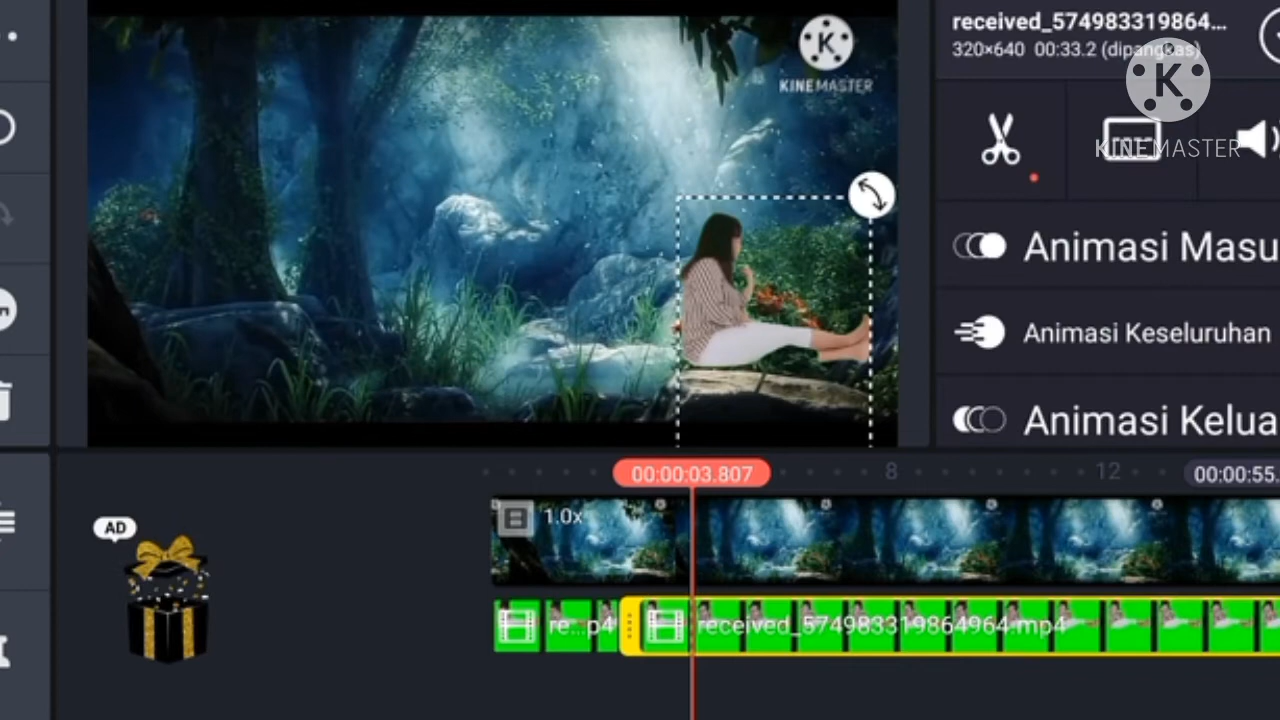 KINEMASTER
received_574983319864...
320×640 00:33.2 (dipangkas)
KINEMASTER
Animasi Masu
Animasi Keseluruhan
Animasi Kelua
00:00:03.807
8
12
00:00:55.
AD
1.0x
re...p4
received_574983319864964.mp4